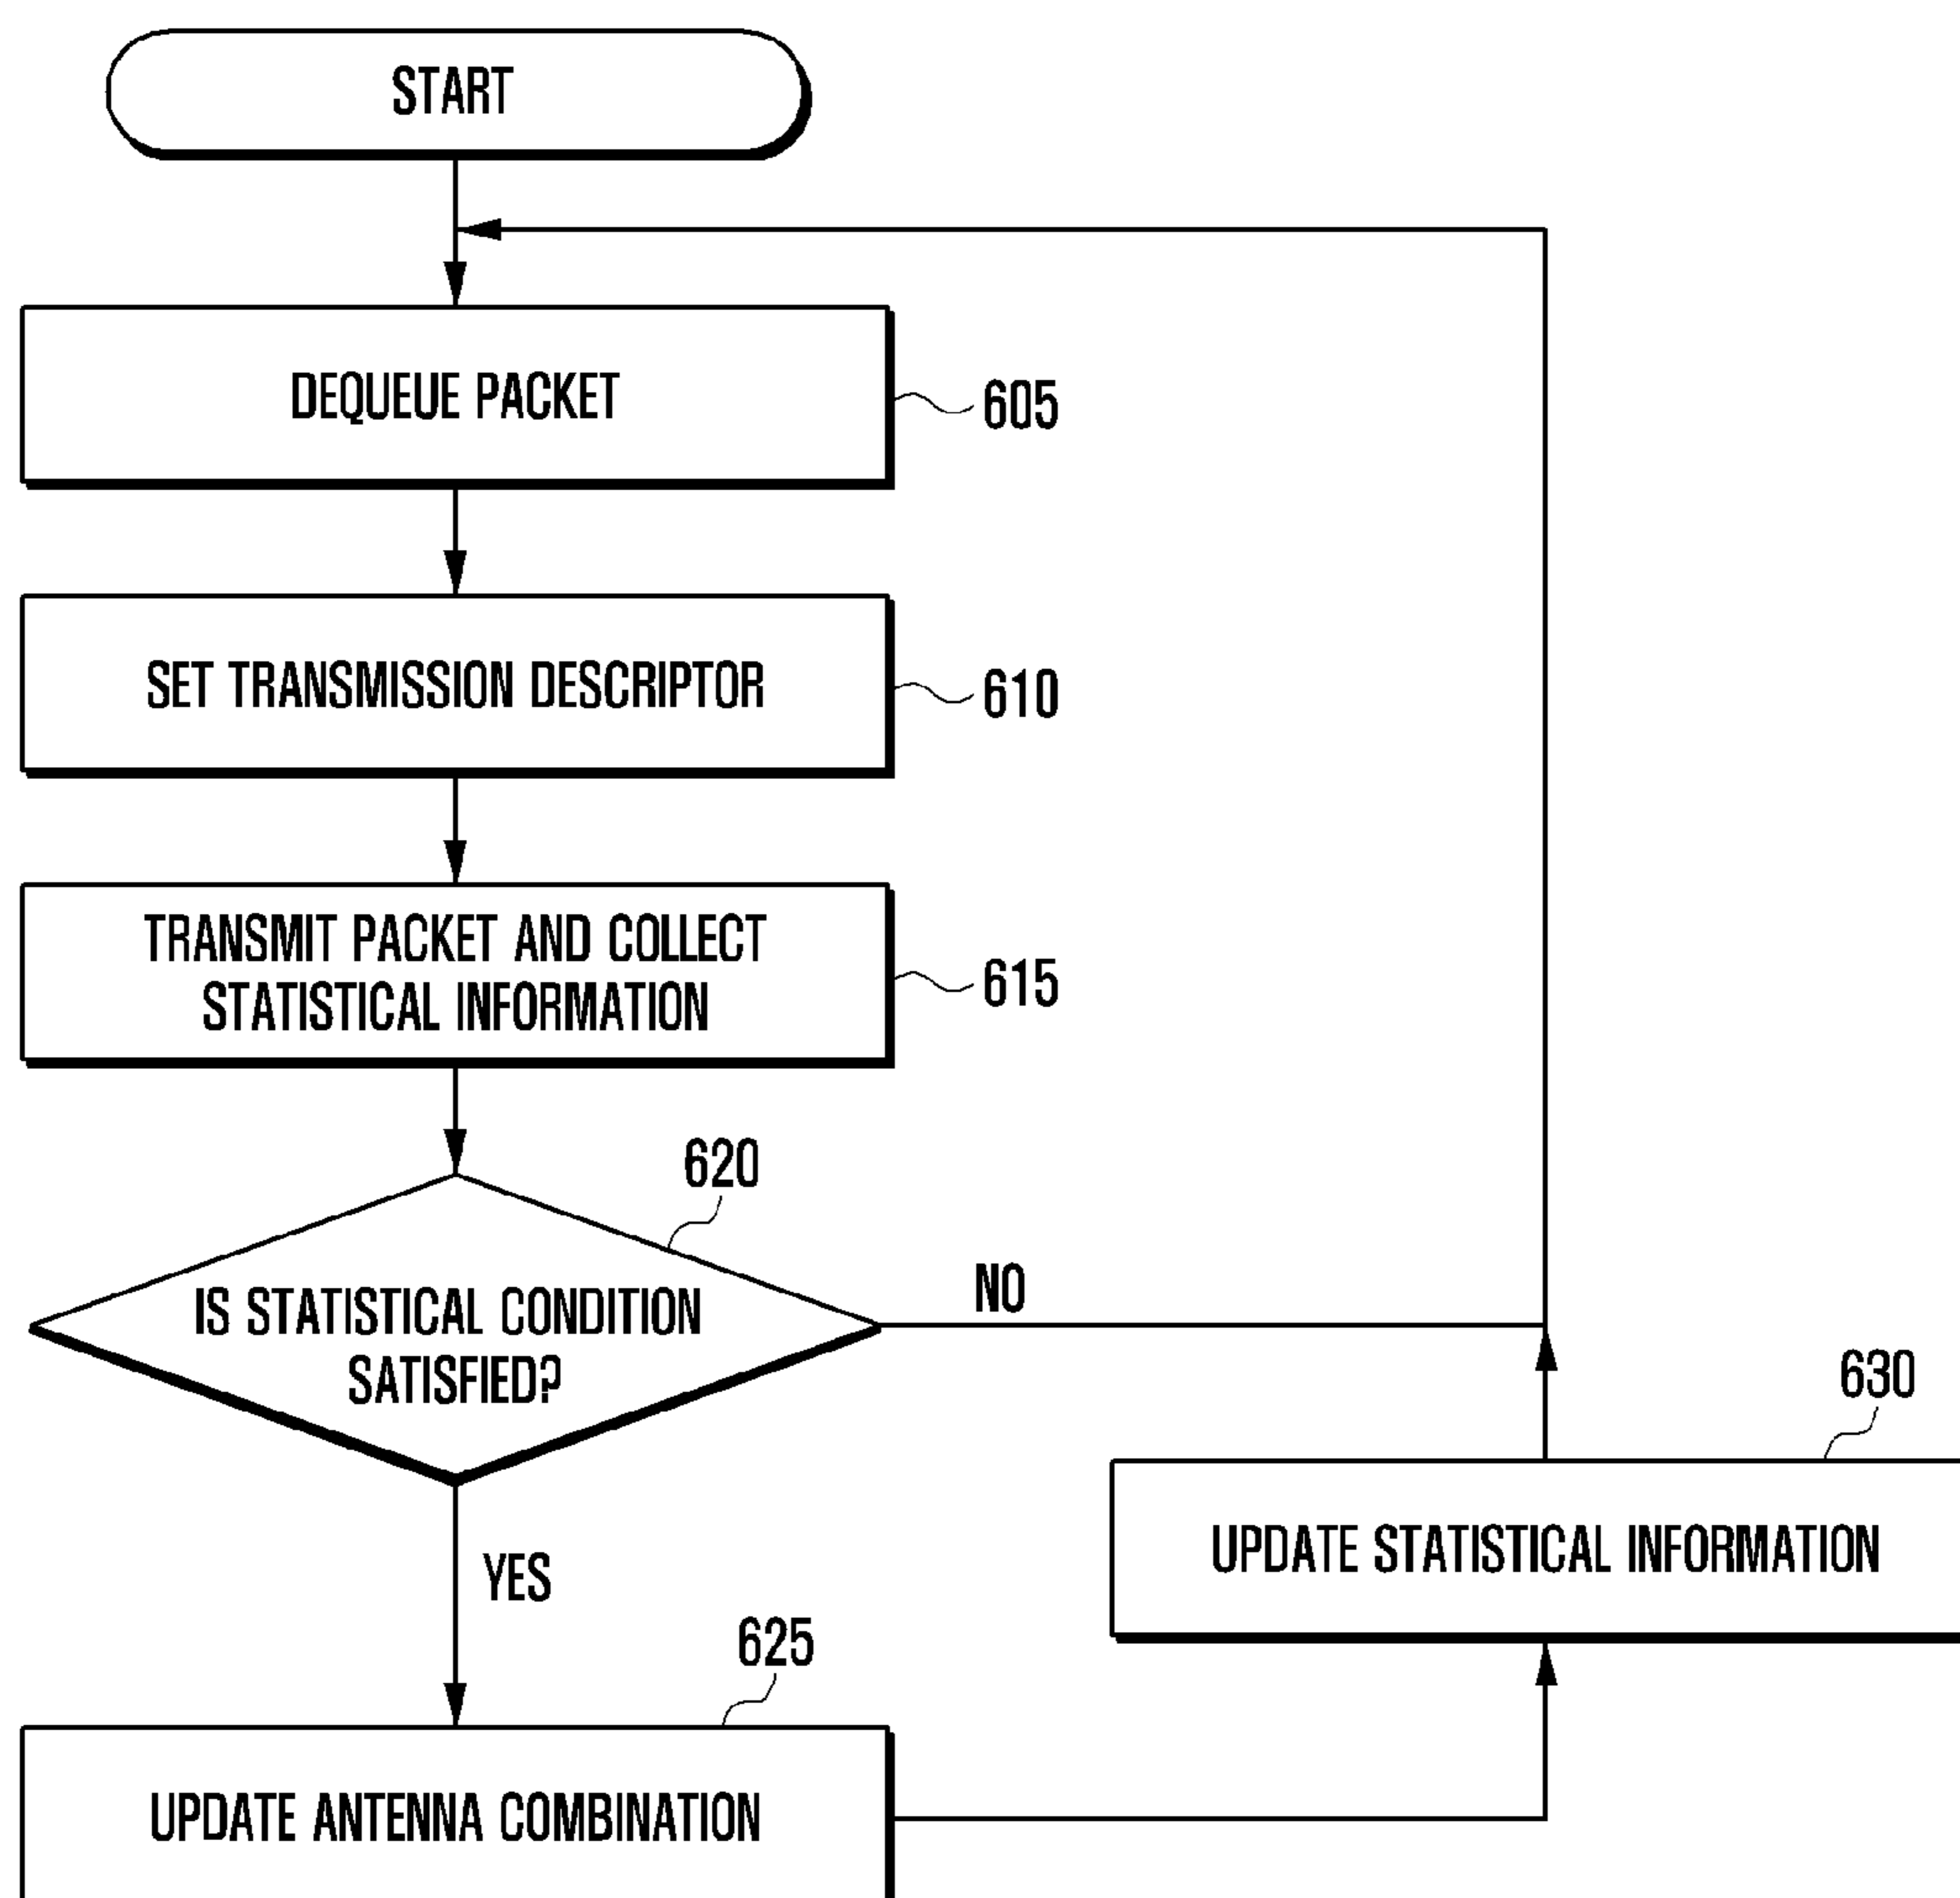 START
DEQUEUE PACKET
605
SET TRANSMISSION DESCRIPTOR
610
TRANSMIT PACKET AND COLLECT
STATISTICAL INFORMATION
615
620
IS STATISTICAL CONDITION
SATISFIED?
NO
YES
630
UPDATE STATISTICAL INFORMATION
625
UPDATE ANTENNA COMBINATION